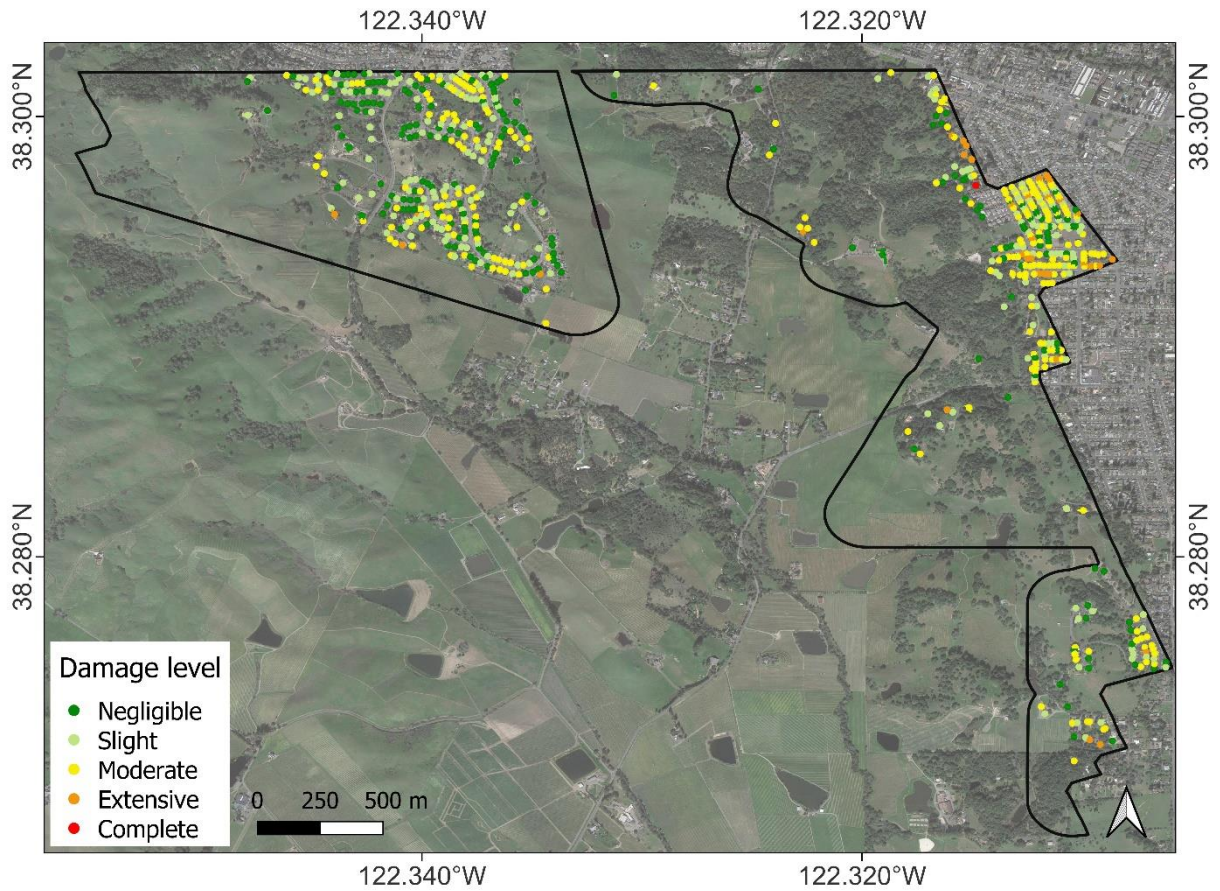 122.340°W
122.320°W
38.300°N
38.300°N
38.280°N
38.280°N
Damage level
Negligible
Slight
Moderate
Extensive
Complete
0 250 500 m
122.340°W
122.320°W